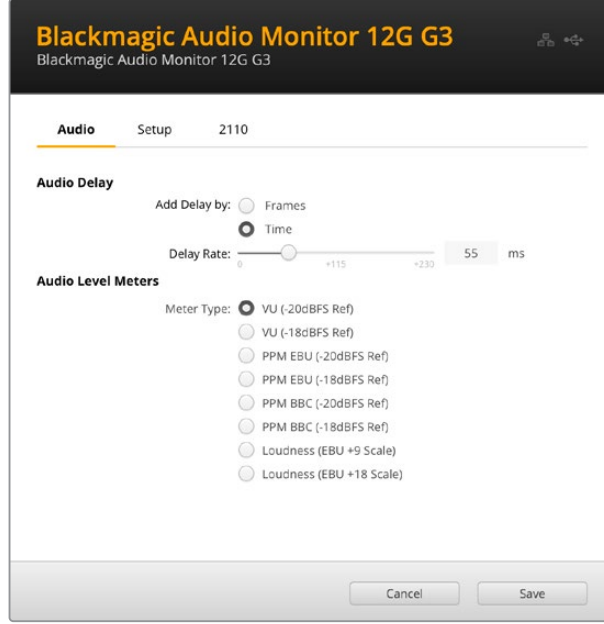 Blackmagic Audio Monitor 12G G3
Blackmagic Audio Monitor 12G G3
Audio Setup 2110
Audio Delay
Add Delay by: Frames
Time
Delay Rate: 55 ms
0 +115 +230
Audio Level Meters
Meter Type: VU (-20dBFS Ref)
VU (-18dBFS Ref)
PPM EBU (-20dBFS Ref)
PPM EBU (-18dBFS Ref)
PPM BBC (-20dBFS Ref)
PPM BBC (-18dBFS Ref)
Loudness (EBU +9 Scale)
Loudness (EBU +18 Scale)
Cancel Save